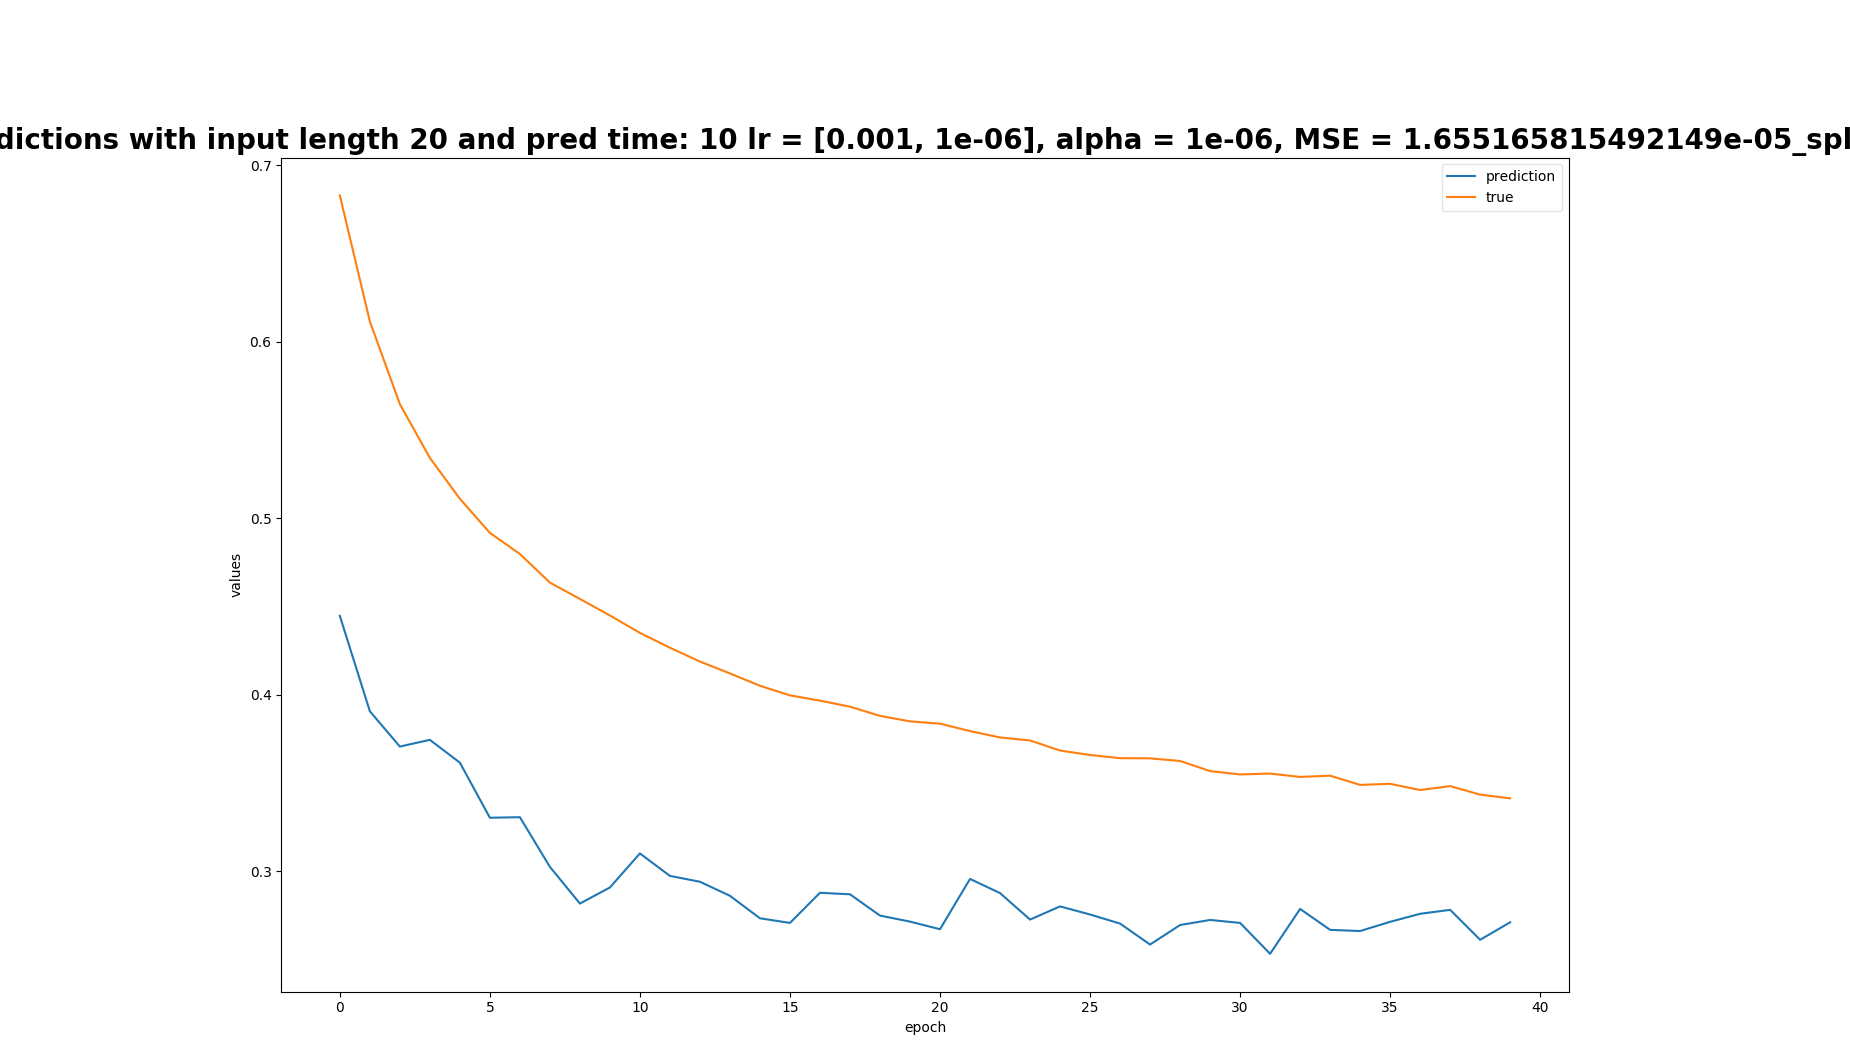 dictions with input length 20 and pred time: 10 lr = [0.001, 1e-06], alpha = 1e-06, MSE = 1.655165815492149e-05_spl
prediction
true
0.7
0.6
0.5
0.4
0.3
values
0 5 10 15 20 25 30 35 40
epoch